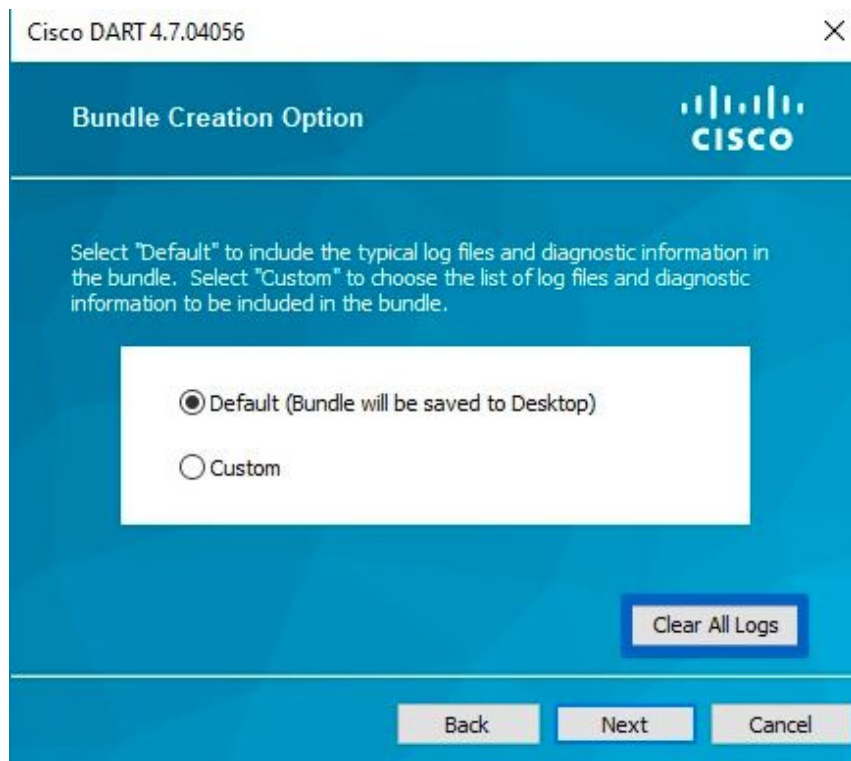 Cisco DART 4.7.04056
Bundle Creation Option
CISCO
Select "Default" to include the typical log files and diagnostic information in
the bundle. Select "Custom" to choose the list of log files and diagnostic
information to be included in the bundle.
Default (Bundle will be saved to Desktop)
Custom
Clear All Logs
Back Next Cancel